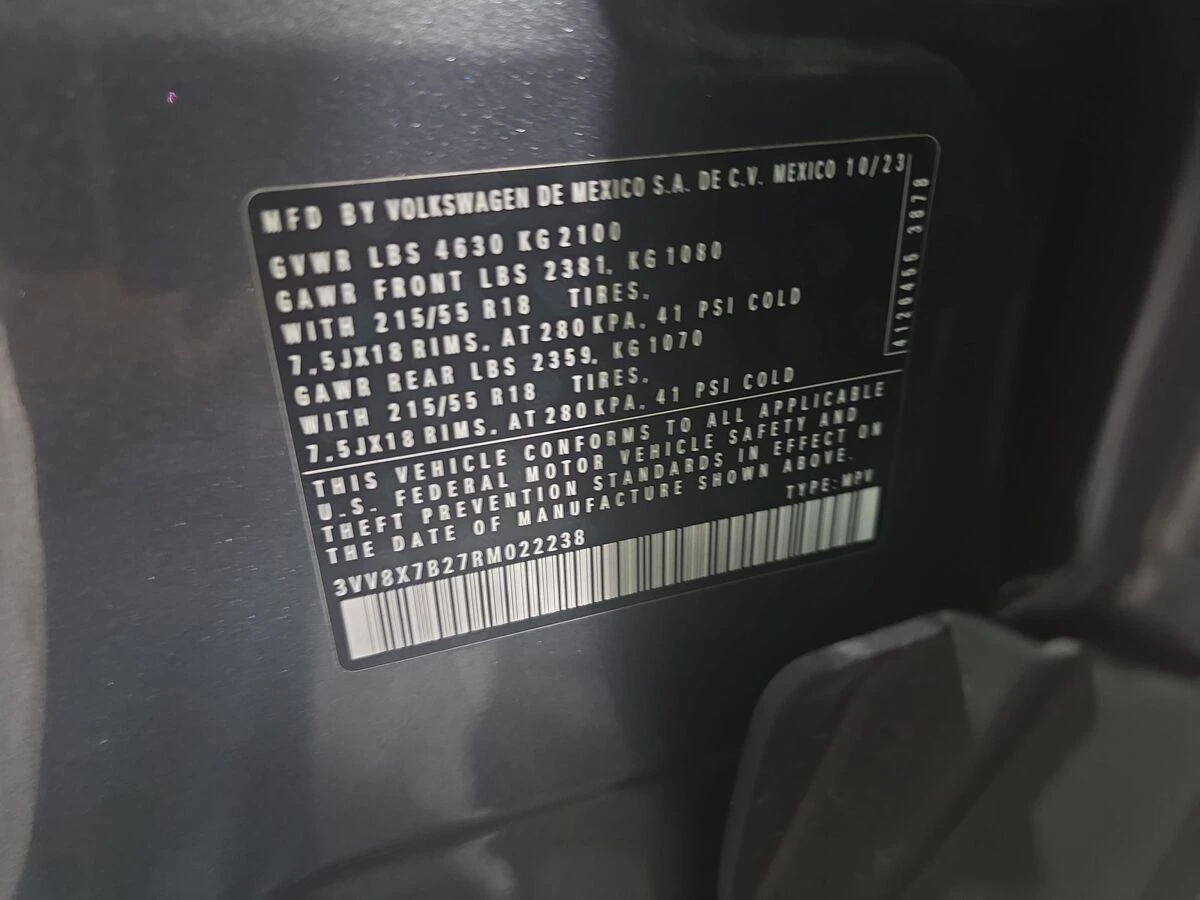 MFD BY VOLKSWAGEN DE MEXICO S.A. DE C.V. MEXICO 10/23
GVWR LBS 4630 KG 2100
GAWR FRONT LBS 2381, KG 1080
WITH 215/55 R18 TIRES.
7.5JX18 RIMS. AT 280 KPA. 41 PSI COLD
GAWR REAR LBS 2359, KG 1070
WITH 215/55 R18 TIRES.
7.5JX18 RIMS. AT 280 KPA. 41 PSI COLD
4120466 3878
THIS VEHICLE CONFORMS TO ALL APPLICABLE
U.S. FEDERAL MOTOR VEHICLE SAFETY AND
THEFT PREVENTION STANDARDS IN EFFECT ON
THE DATE OF MANUFACTURE SHOWN ABOVE.
TYPE: MPV
3VV8X7B27RM022238